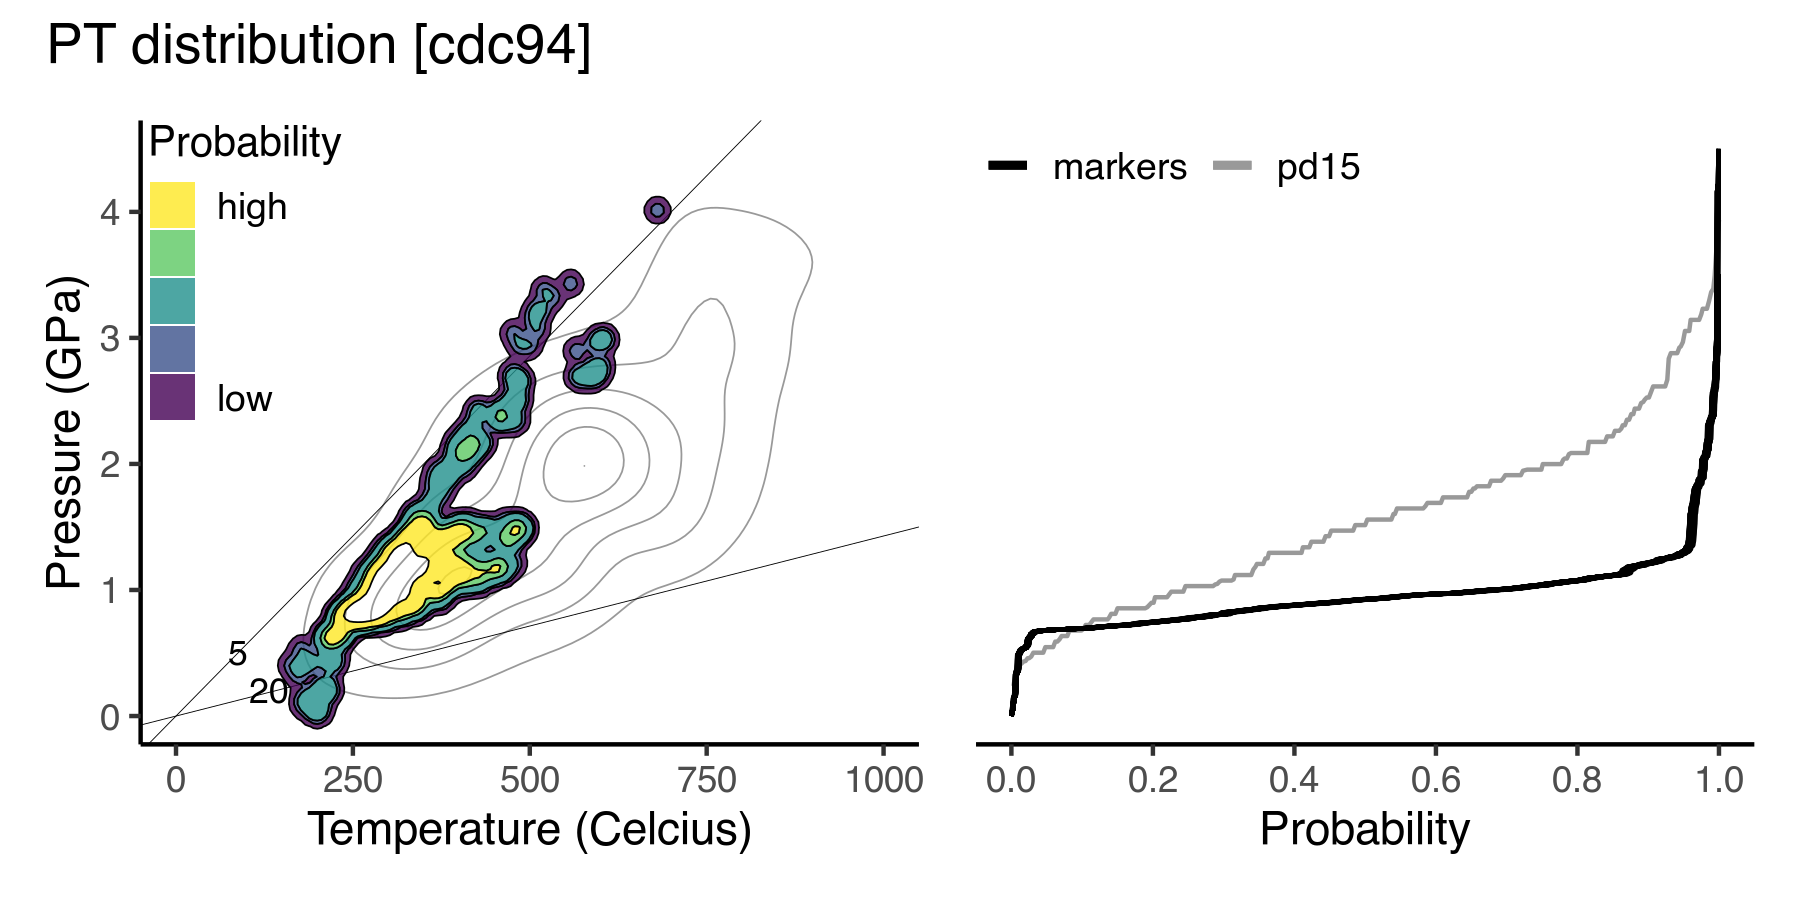 PT distribution [cdc94]
Probability
high
low
4
3
2
1
0
Pressure (GPa)
5
20
0 250 500 750 1000
Temperature (Celcius)
markers pd15
0.0 0.2 0.4 0.6 0.8 1.0
Probability